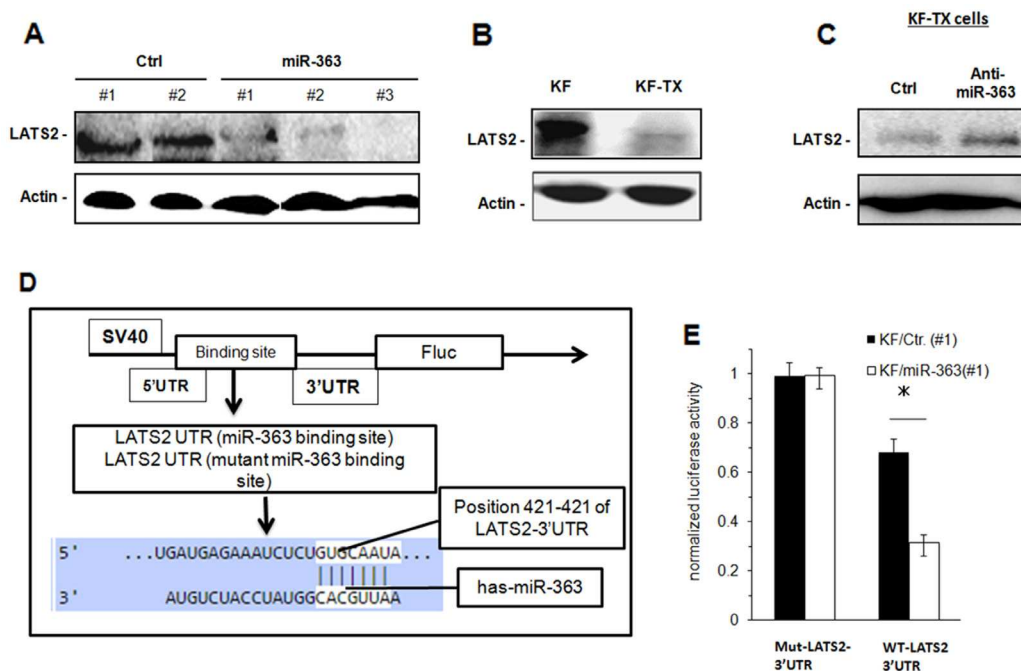 A
Ctrl miR-363
#1 #2 #1 #2 #3
LATS2 -
Actin -
B
KF KF-TX
LATS2 -
Actin -
KF-TX cells
C
Ctrl Anti-
miR-363
LATS2 -
Actin -
D
SV40
Binding site
Fluc
5'UTR
3'UTR
LATS2 UTR (miR-363 binding site)
LATS2 UTR (mutant miR-363 binding
site)
Position 421-421 of
LATS2-3'UTR
5' ...UGAUGAGAAAUCUCUGUGCAAUA...
has-miR-363
3' AUGUCUACCUAUGGCACGUUAA
E
KF/Ctr. (#1)
KF/miR-363(#1)
*
normalized luciferase activity
1
0.8
0.6
0.4
0.2
0
Mut-LATS2-
3'UTR
WT-LATS2
3'UTR